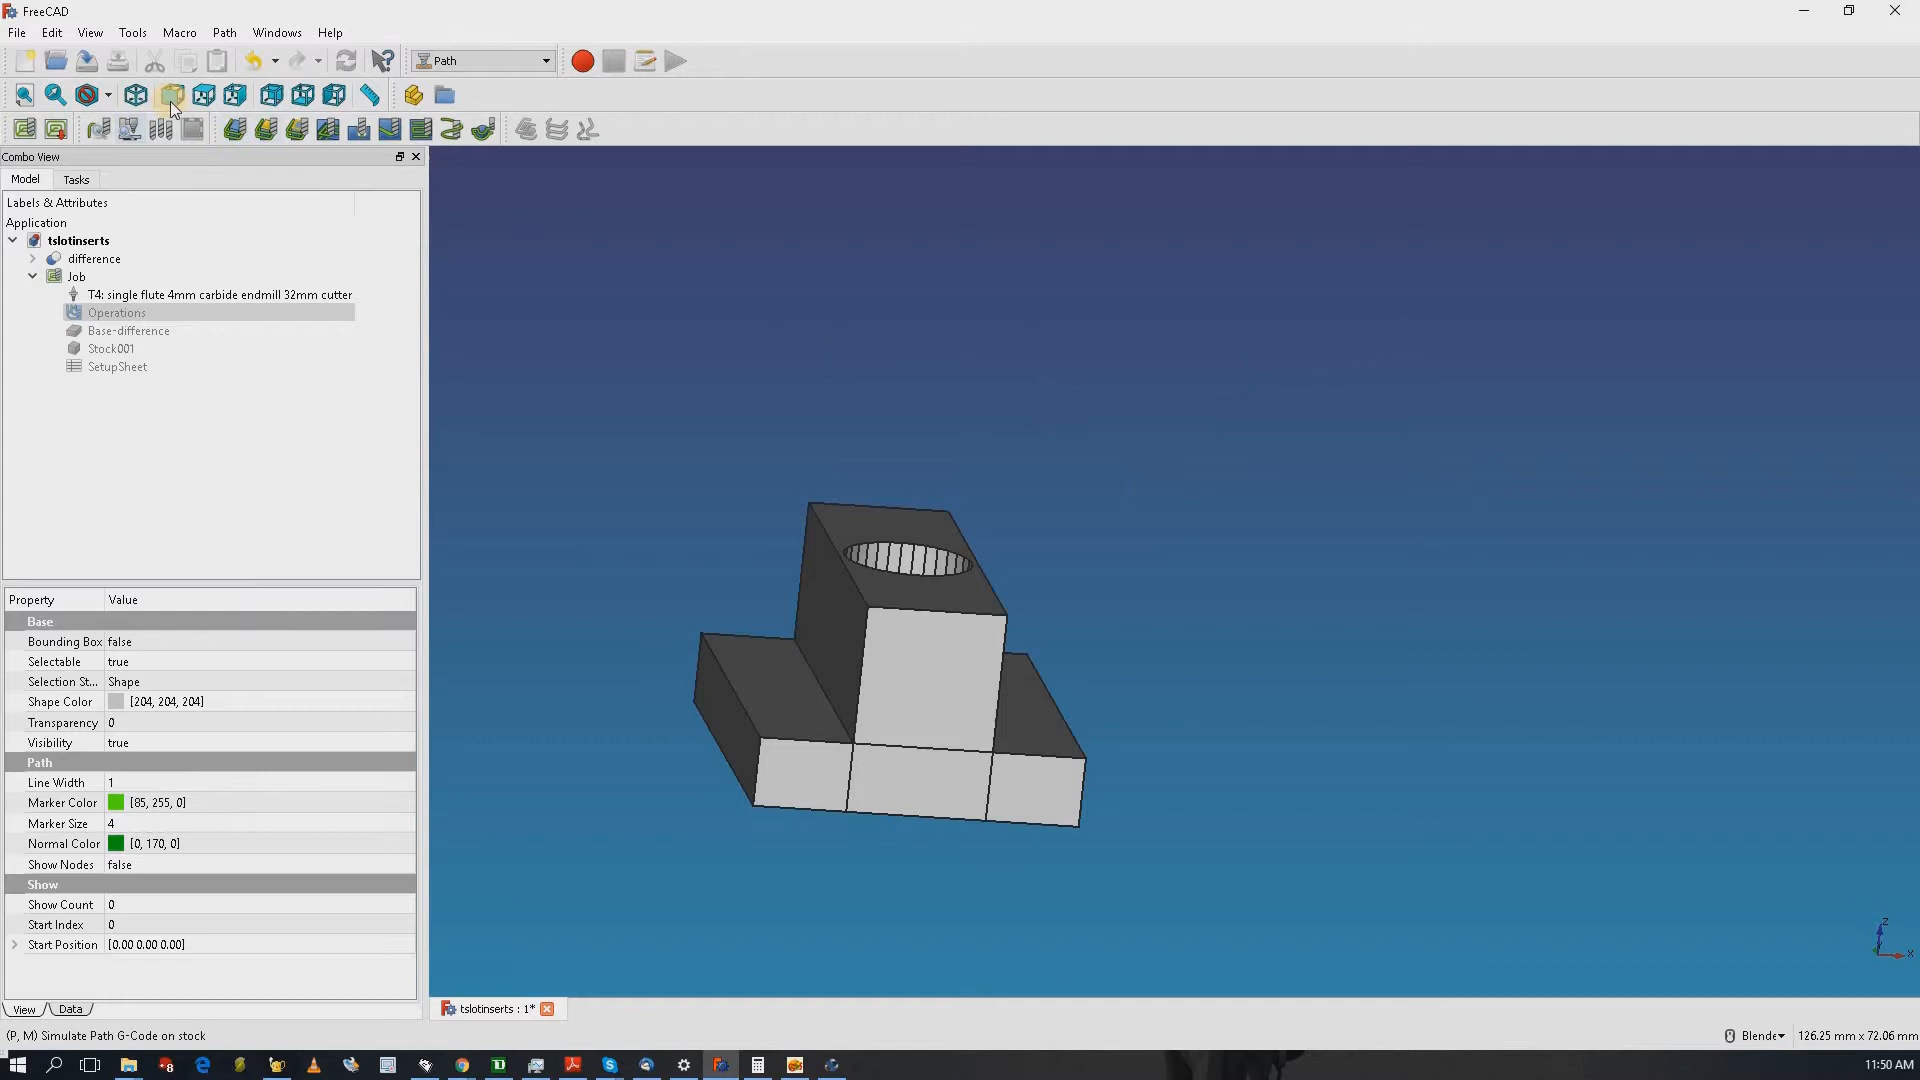 FreeCAD
File Edit View Tools Macro Path Windows Help
Path
Combo View
Model Tasks
Labels & Attributes
Application
tslotinserts
difference
Job
T4: single flute 4mm carbide endmill 32mm cutter
Operations
Base-difference
Stock001
SetupSheet
Property Value
Base
Bounding Box false
Selectable true
Selection St... Shape
Shape Color [204, 204, 204]
Transparency 0
Visibility true
Path
Line Width 1
Marker Color [85, 255, 0]
Marker Size 4
Normal Color [0, 170, 0]
Show Nodes false
Show
Show Count 0
Start Index 0
Start Position [0.00 0.00 0.00]
Z
X
View Data
tslotinserts : 1*
(P, M) Simulate Path G-Code on stock
Blende 126.25 mm x 72.06 mm
8
11:50 AM